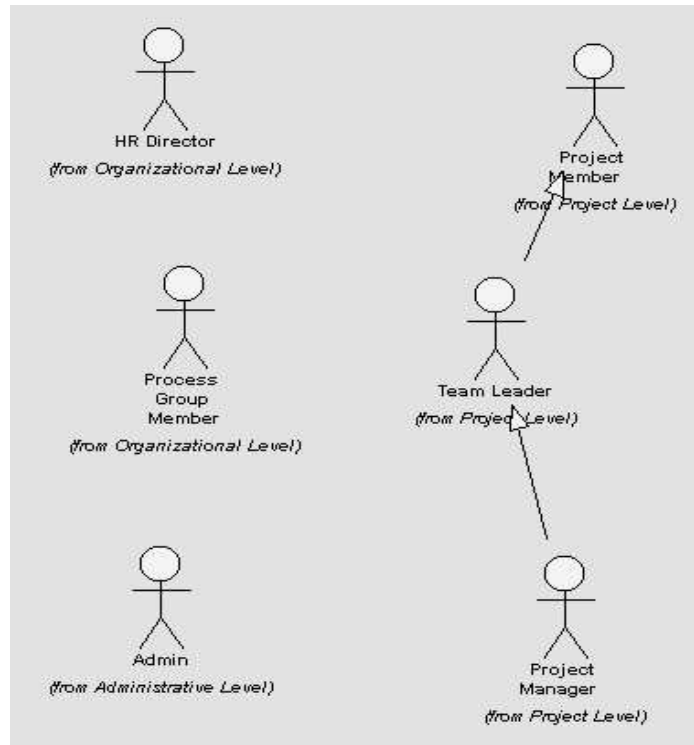 HR Director
(from Organizational Level)
Project
Member
(from Project Level)
Process
Group
Member
(from Organizational Level)
Team Leader
(from Project Level)
Admin
(from Administrative Level)
Project
Manager
(from Project Level)